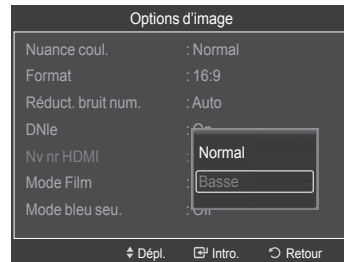 Options d'image
Nuance coul. : Normal
Format : 16:9
Réduct. bruit num. : Auto
DNIe : On
Nv nr HDMI :
Normal
Basse
Mode Film :
Mode bleu seu. : Off
Dépl. Intro. Retour